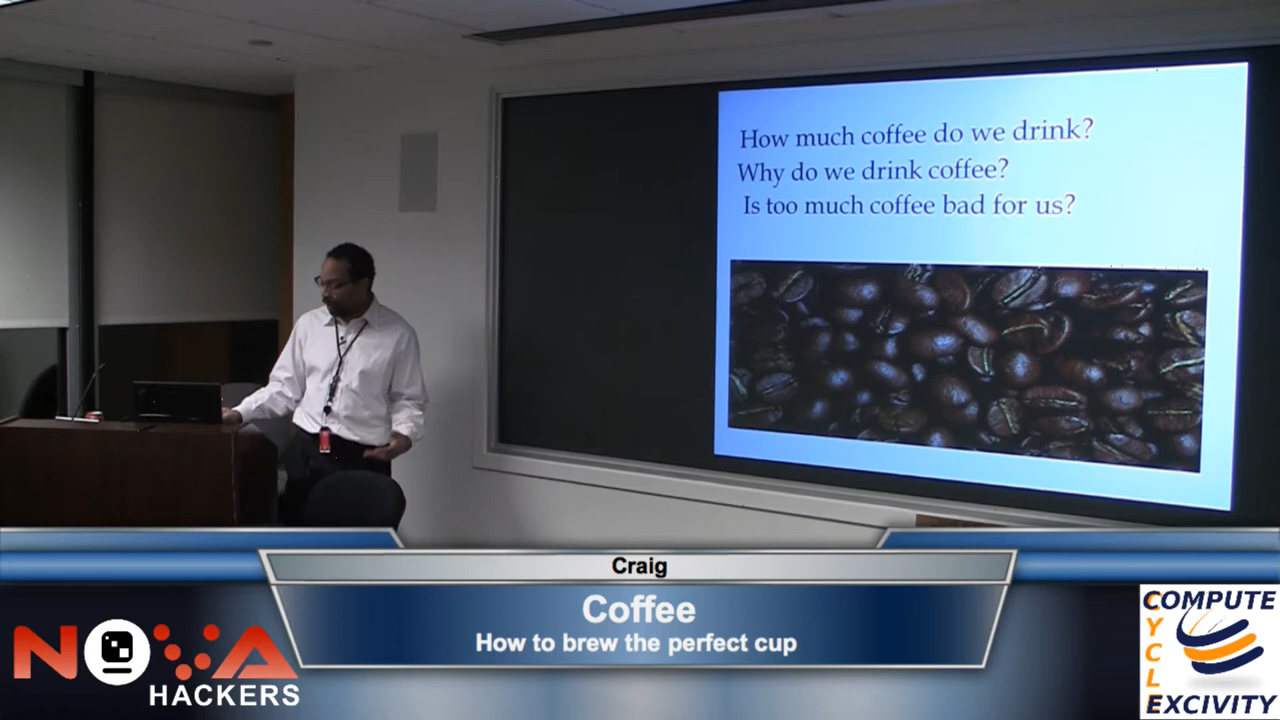 How much coffee do we drink?
Why do we drink coffee?
Is too much coffee bad for us?
Craig
Coffee
How to brew the perfect cup
NOVA
HACKERS
COMPUTE
CYCLE
EXCIVITY